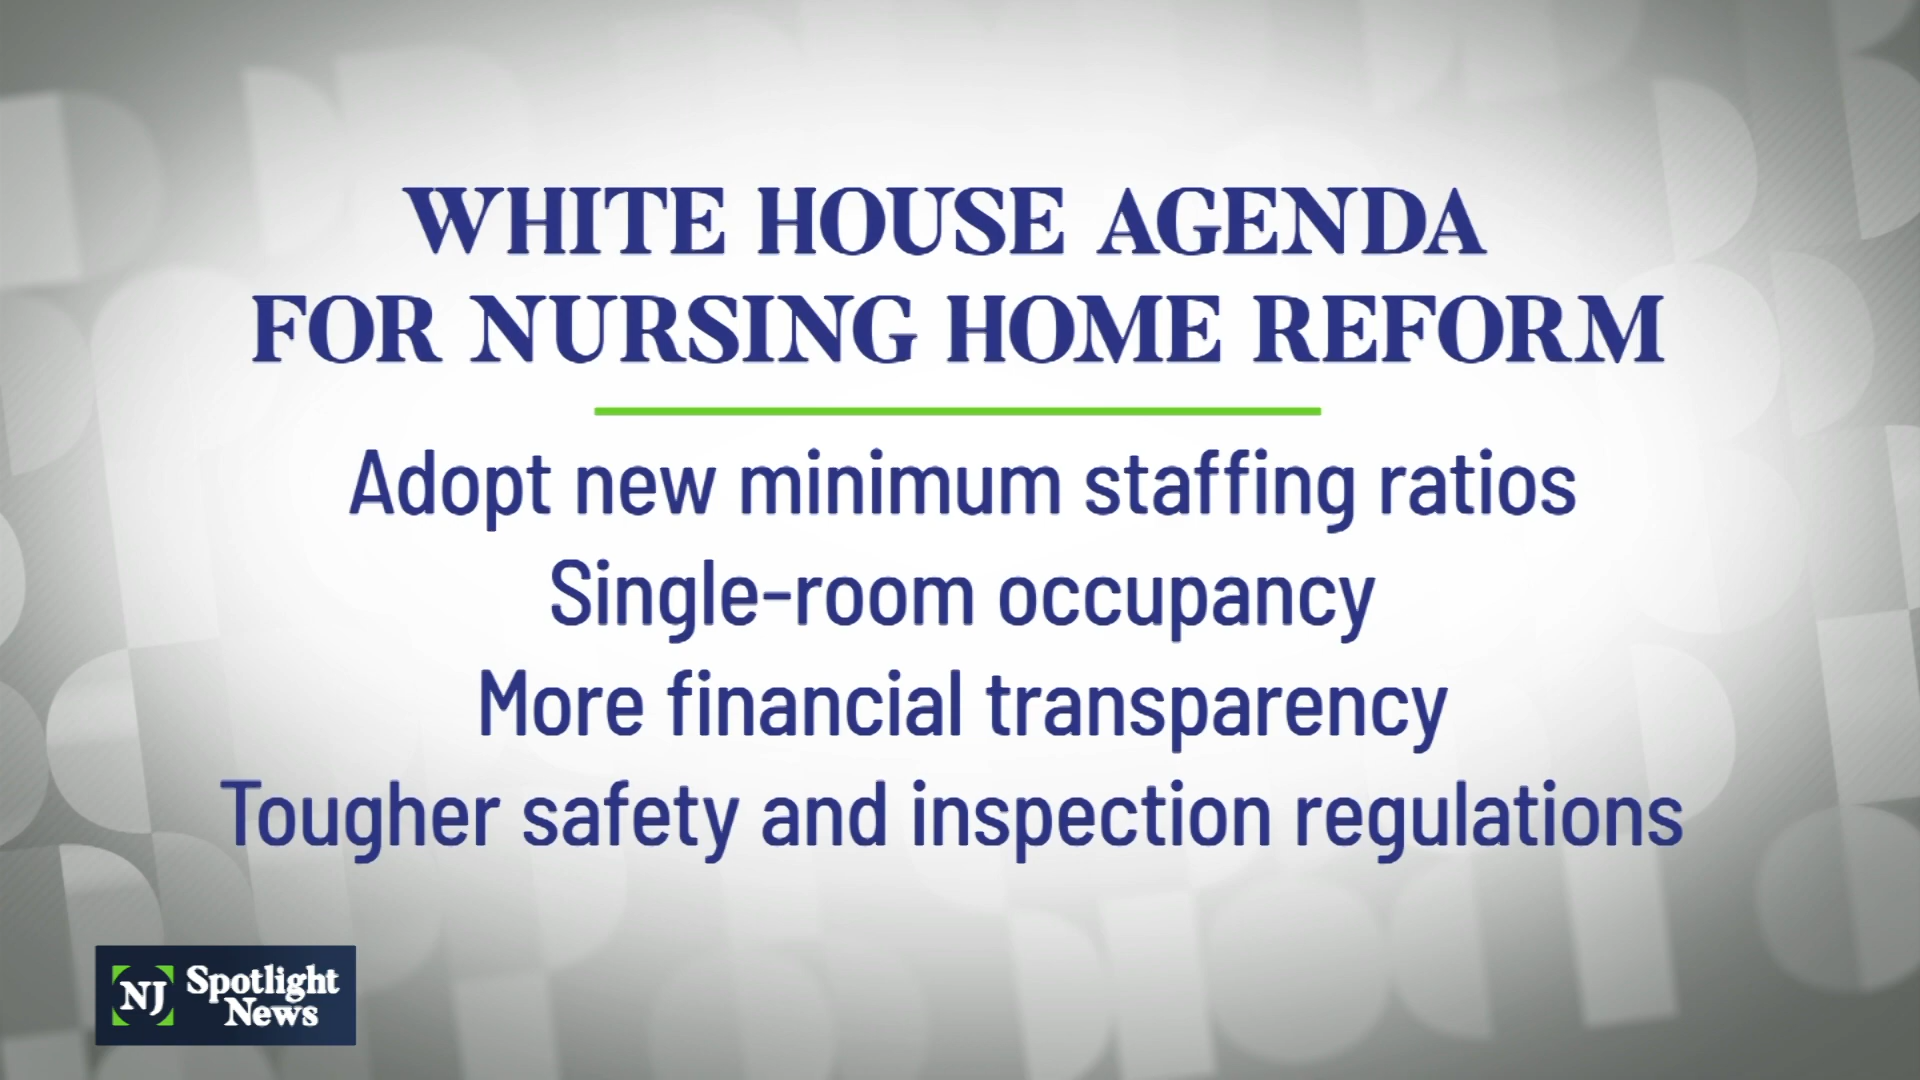 WHITE HOUSE AGENDA
FOR NURSING HOME REFORM
Adopt new minimum staffing ratios
Single-room occupancy
More financial transparency
Tougher safety and inspection regulations
NJ Spotlight
News